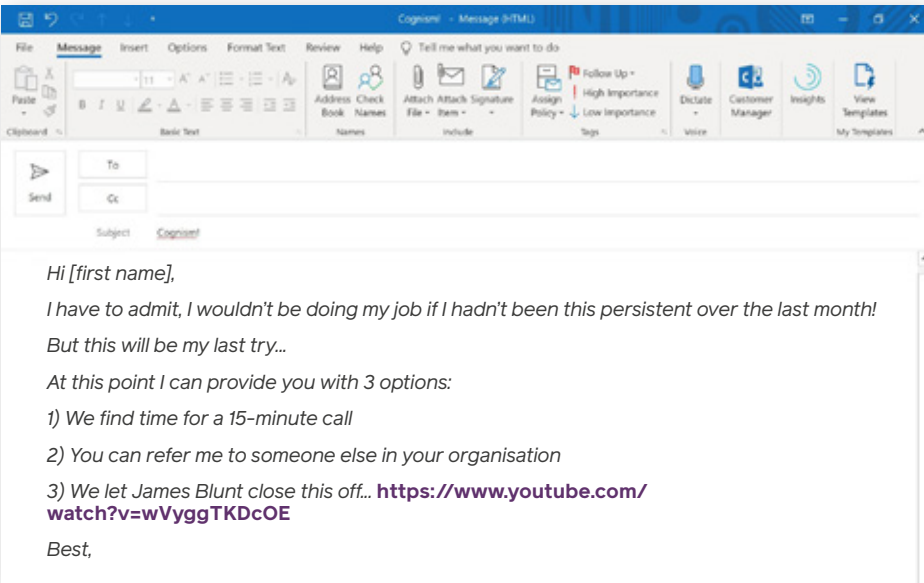 Cognism! - Message (HTML)
File Message Insert Options Format Text Review Help Tell me what you want to do
Paste
11
B I U
Address Book
Check Names
Attach File
Attach Item
Signature
Assign Policy
Follow Up
High Importance
Low Importance
Dictate
Customer Manager
Insights
View Templates
Clipboard Basic Text Names Include Tags Voice My Templates
Send
To
Cc
Subject Cognism!
Hi [first name],
I have to admit, I wouldn't be doing my job if I hadn't been this persistent over the last month!
But this will be my last try...
At this point I can provide you with 3 options:
1) We find time for a 15-minute call
2) You can refer me to someone else in your organisation
3) We let James Blunt close this off... https://www.youtube.com/
watch?v=wVyggTKDcOE
Best,